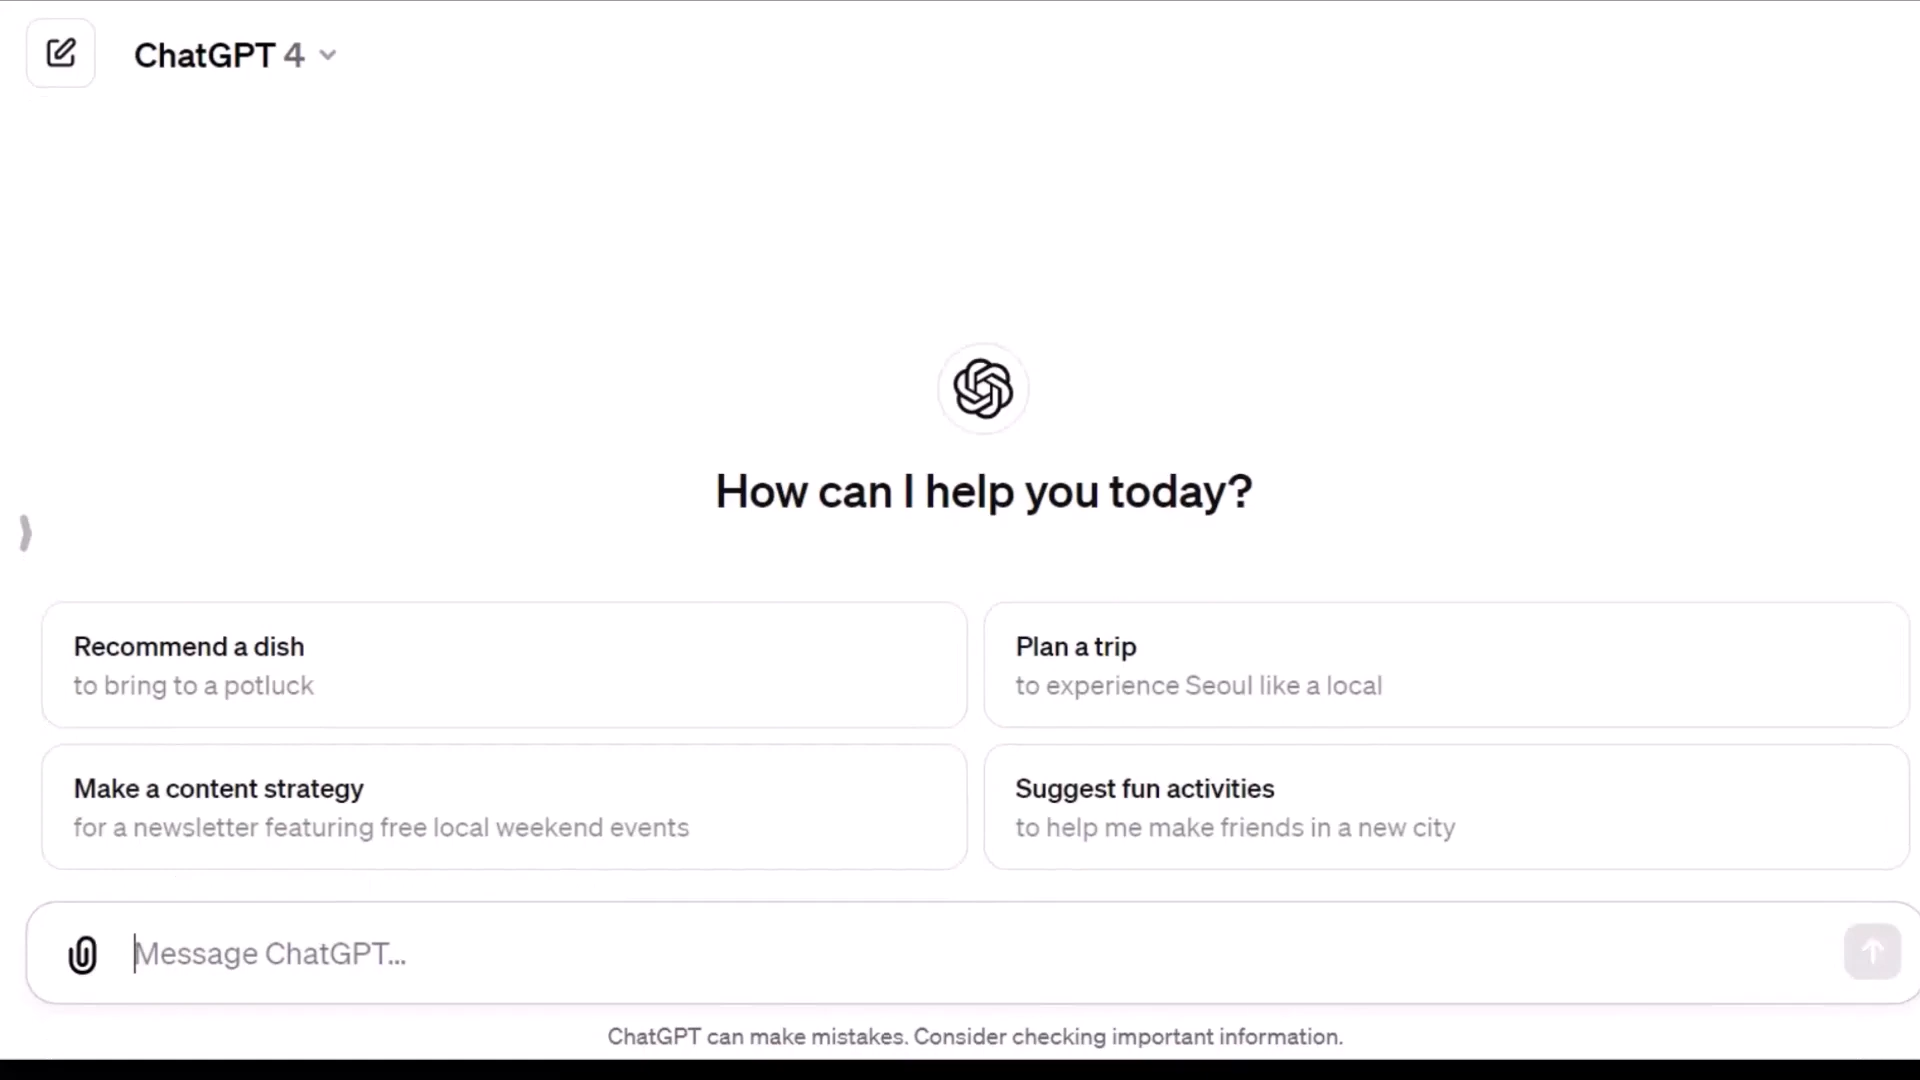 ChatGPT 4
How can I help you today?
Recommend a dish
to bring to a potluck
Plan a trip
to experience Seoul like a local
Make a content strategy
for a newsletter featuring free local weekend events
Suggest fun activities
to help me make friends in a new city
Message ChatGPT...
ChatGPT can make mistakes. Consider checking important information.